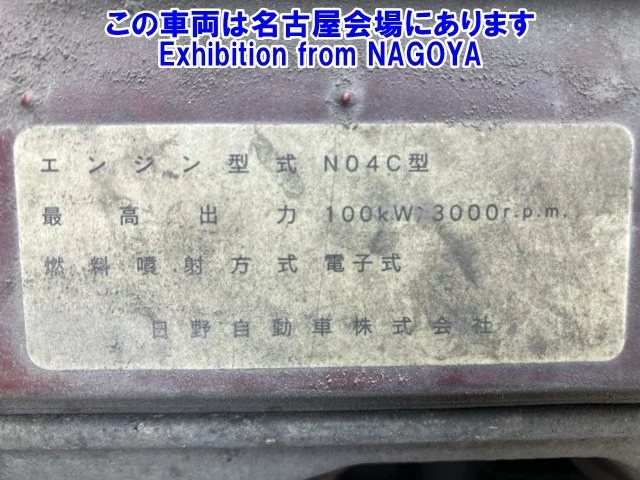 この車両は名古屋会場にあります
Exhibition from NAGOYA
エンジン型式 N04C型
最高出力 100kW/3000r.p.m.
燃料噴射方式 電子式
日野自動車株式会社